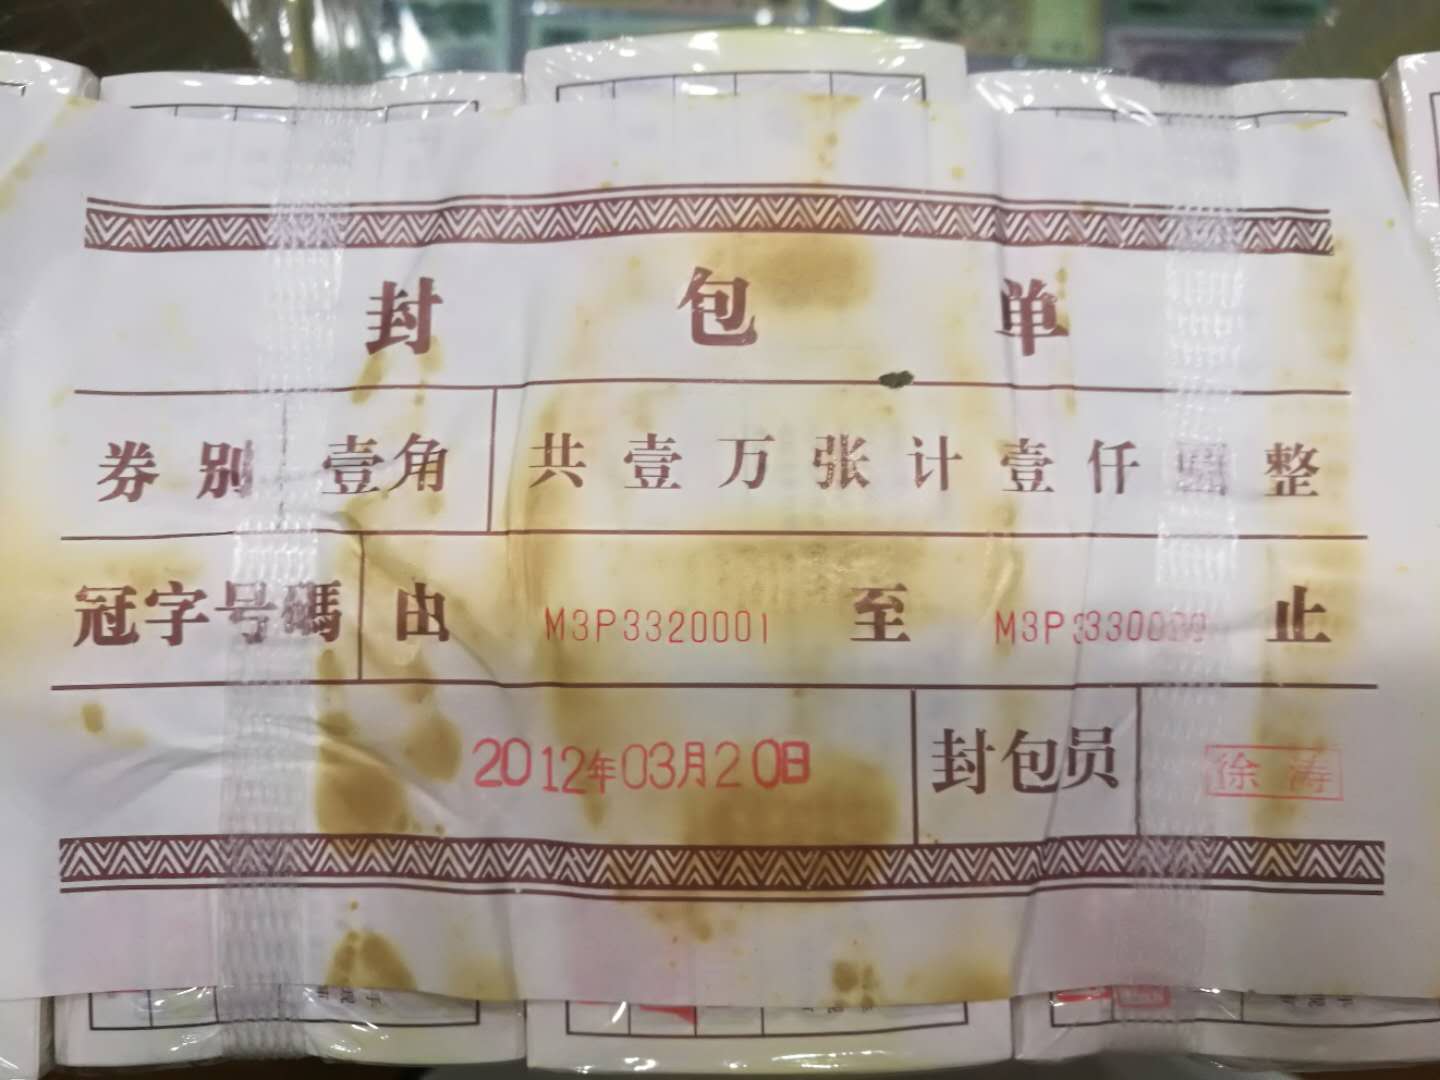 封包单
券别 壹角 共壹万张计壹仟圆整
冠字号碼 由 M3P3320001 至 M3P3330000 止
2012年03月20日 封包员 徐涛